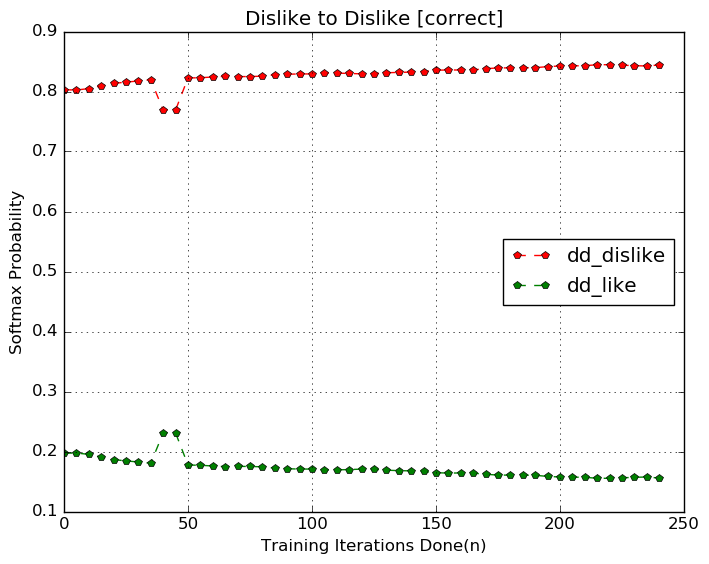 Dislike to Dislike [correct]
0.9
0.8
0.7
0.6
0.5
0.4
0.3
0.2
0.1
Softmax Probability
dd_dislike
dd_like
0 50 100 150 200 250
Training Iterations Done(n)